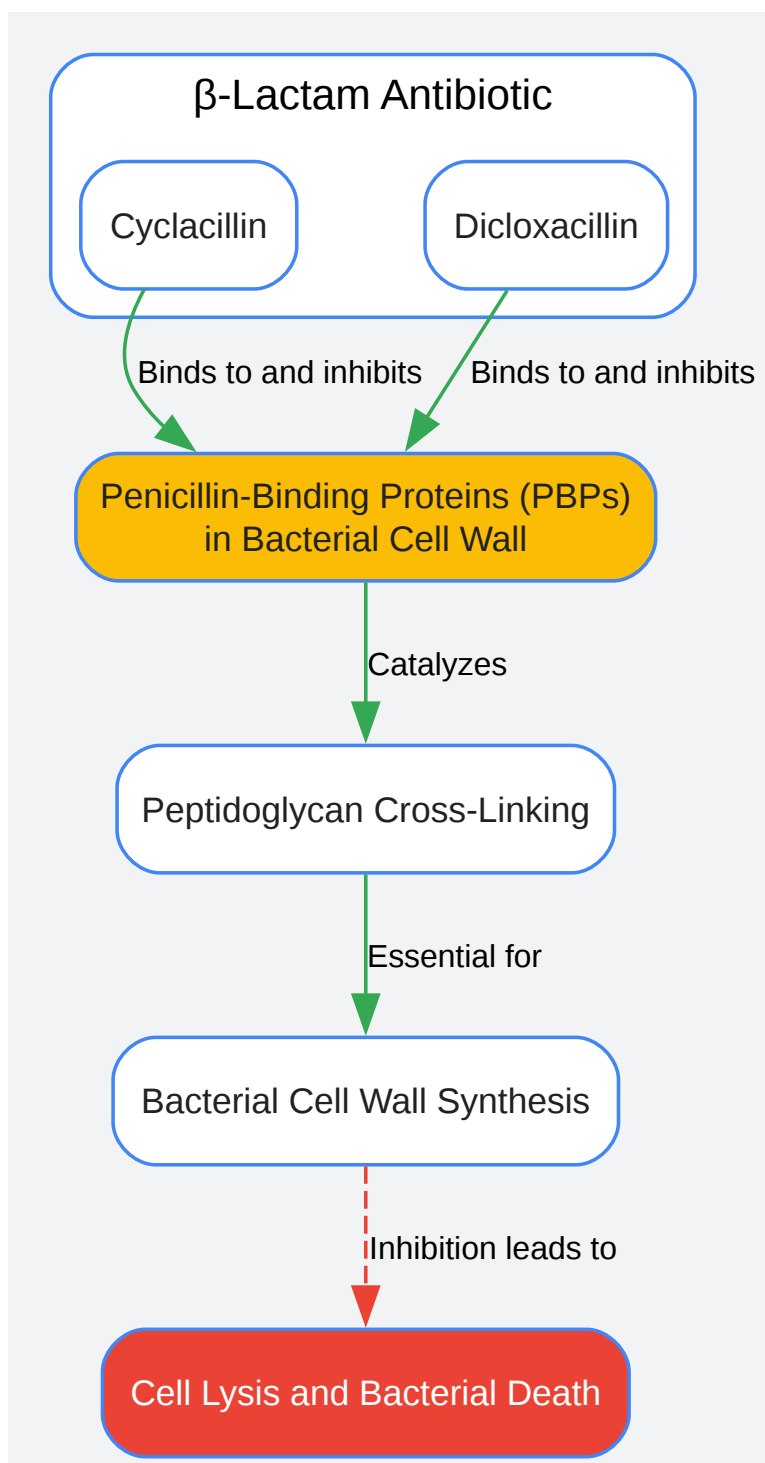 β-Lactam Antibiotic
Cyclacillin
Dicloxacillin
Binds to and inhibits
Binds to and inhibits
Penicillin-Binding Proteins (PBPs)
in Bacterial Cell Wall
Catalyzes
Peptidoglycan Cross-Linking
Essential for
Bacterial Cell Wall Synthesis
Inhibition leads to
Cell Lysis and Bacterial Death